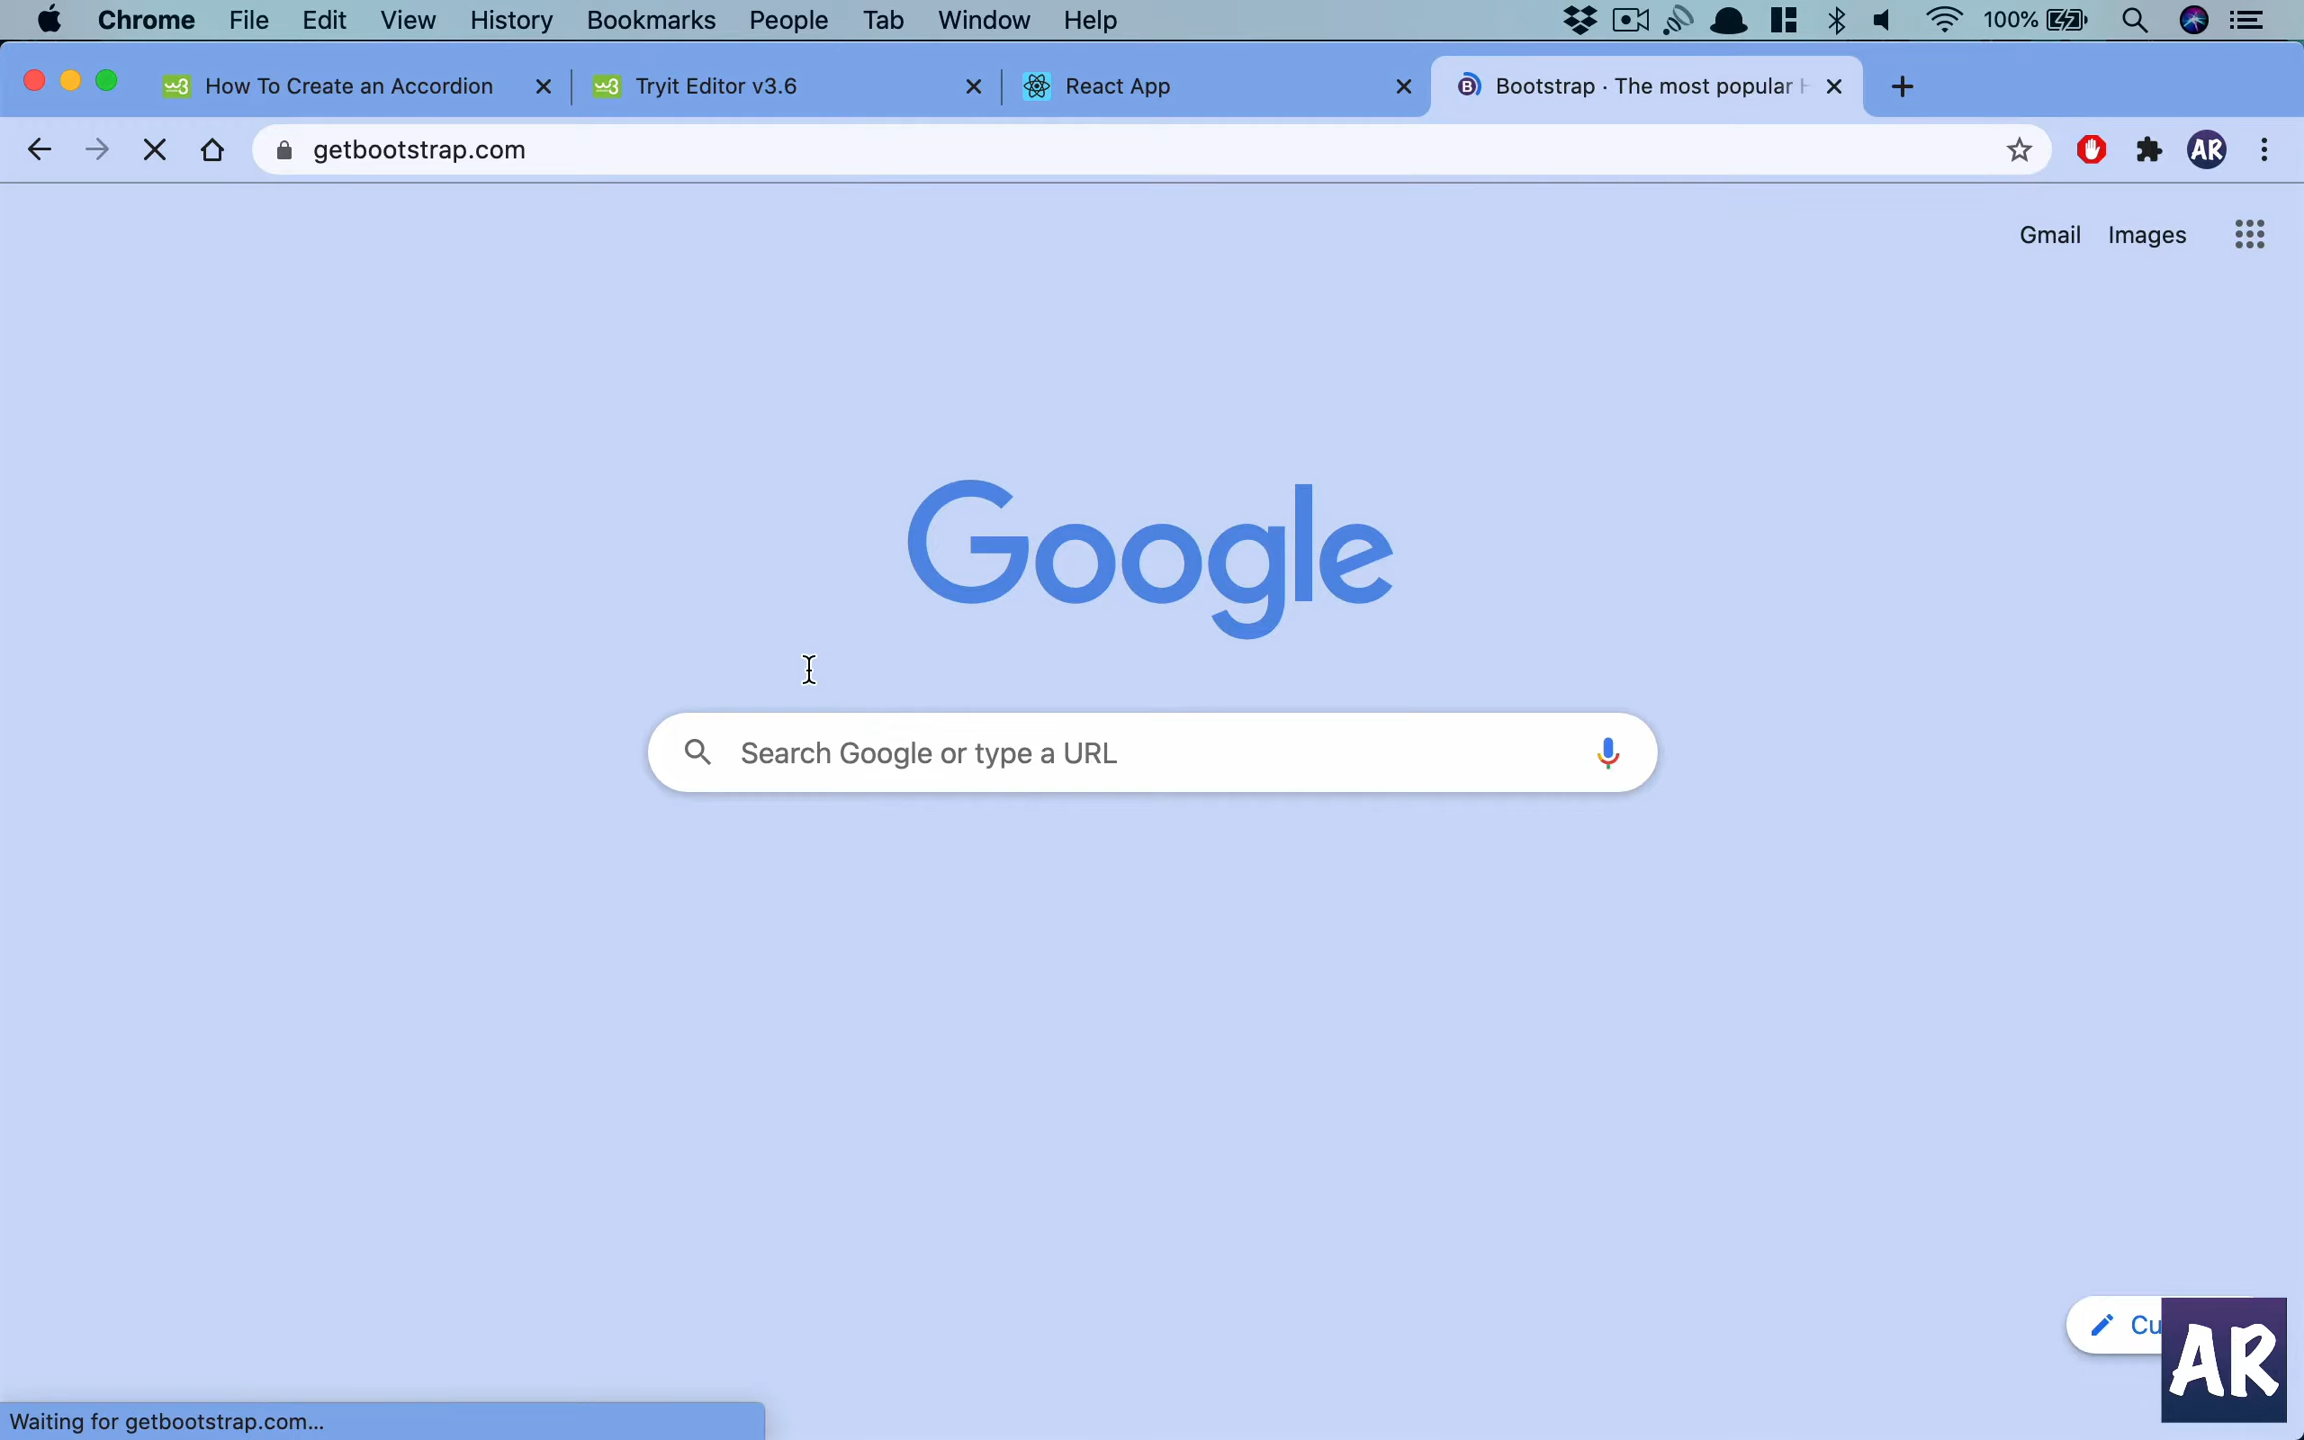 Chrome File Edit View History Bookmarks People Tab Window Help 100%
How To Create an Accordion Tryit Editor v3.6 React App Bootstrap · The most popular
getbootstrap.com AR
Gmail Images
Google
Search Google or type a URL
Cu
AR
Waiting for getbootstrap.com...